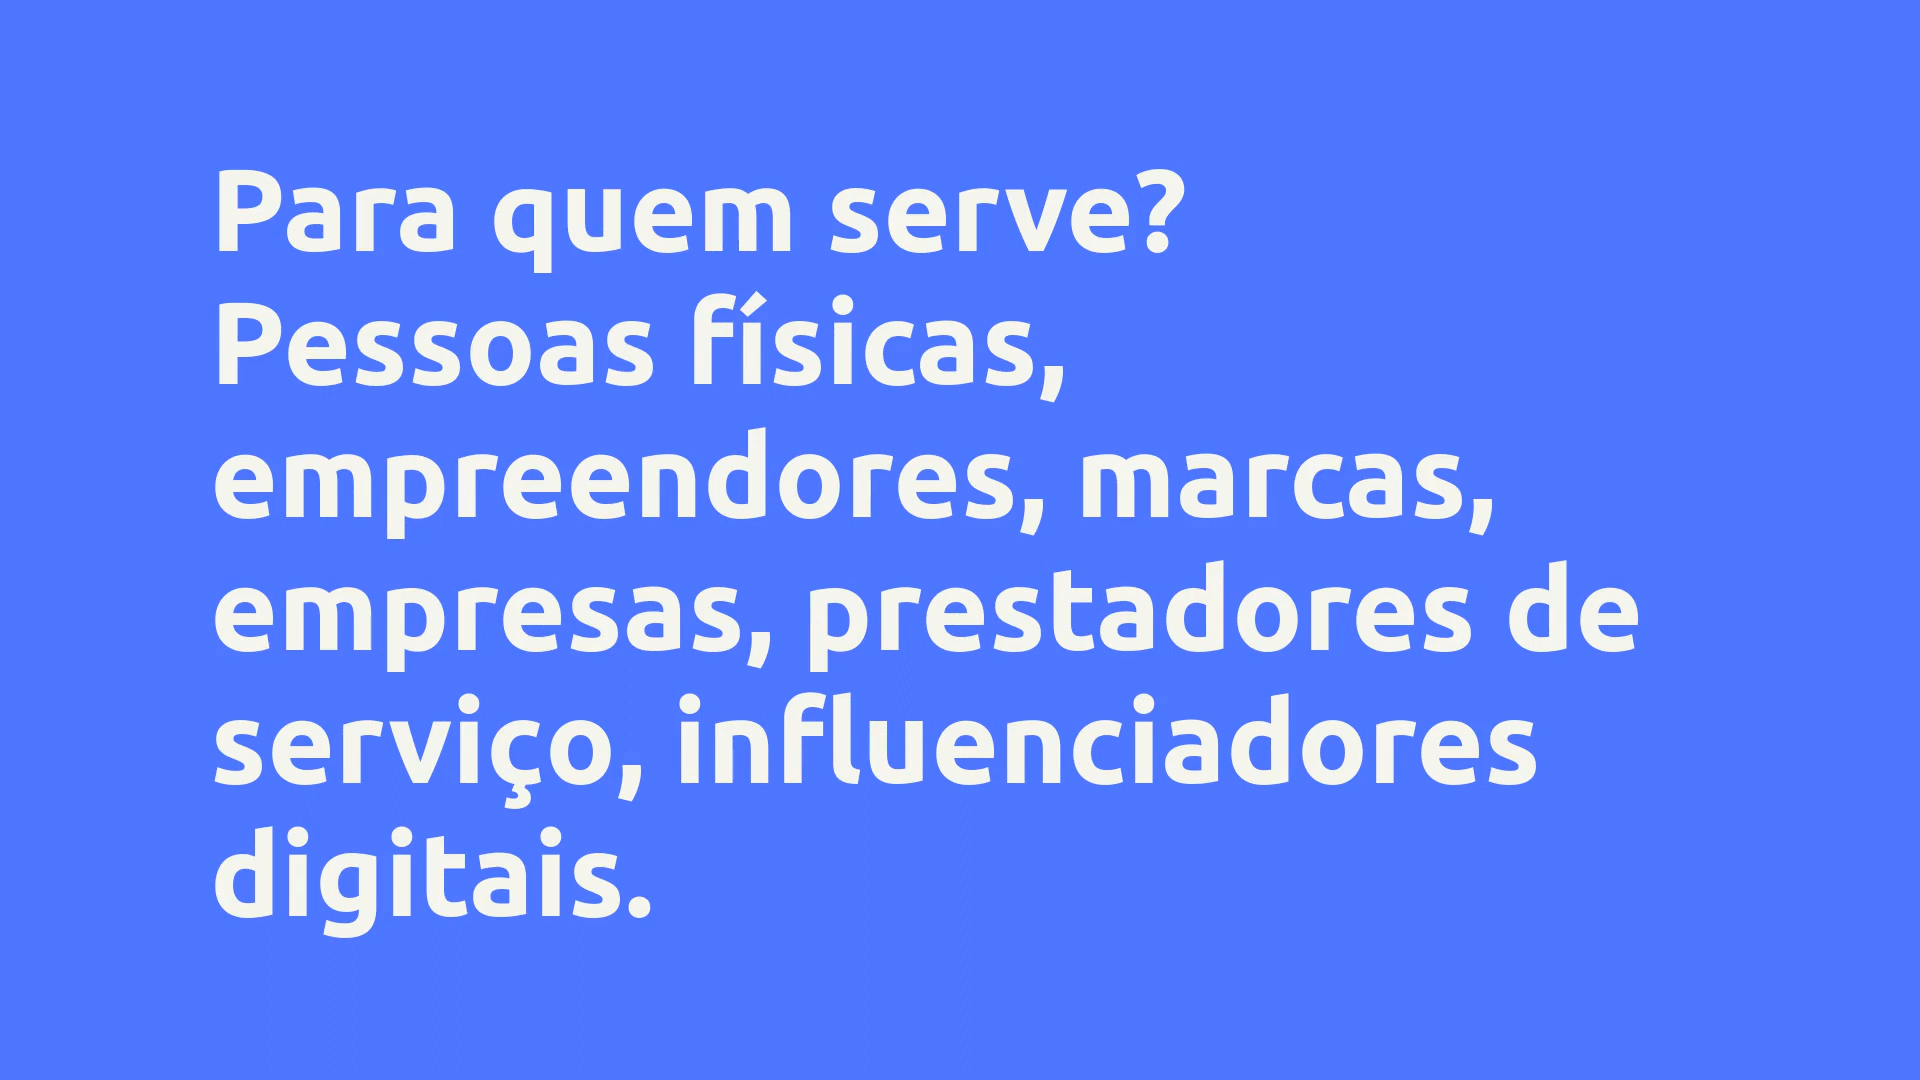 Para quem serve?
Pessoas físicas,
empreendores, marcas,
empresas, prestadores de
serviço, influenciadores
digitais.